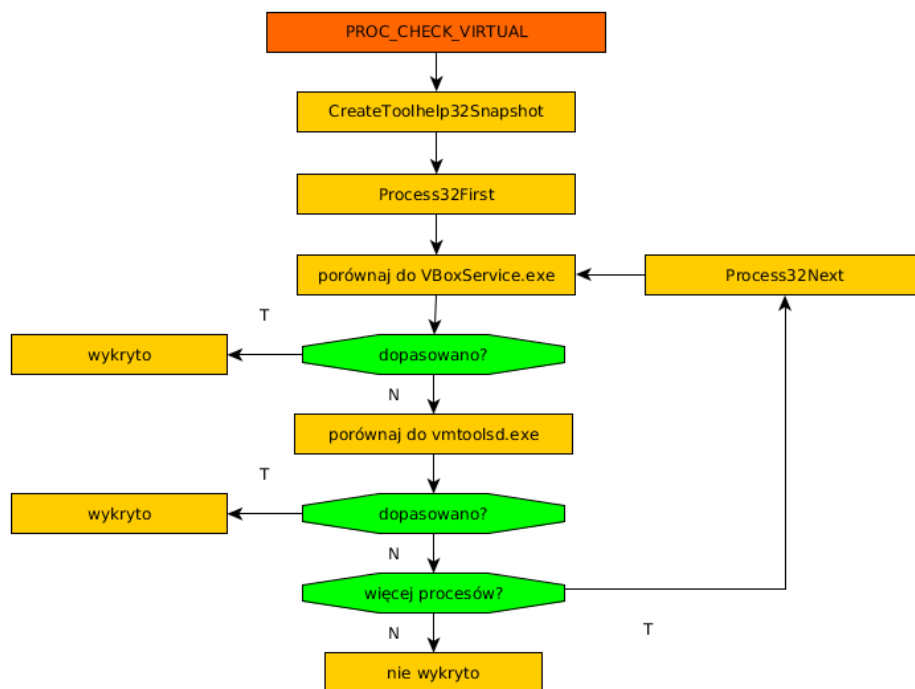 PROC_CHECK_VIRTUAL
CreateToolhelp32Snapshot
Process32First
porównaj do VBoxService.exe
Process32Next
T
wykryto
dopasowano?
N
porównaj do vmtoolsd.exe
T
wykryto
dopasowano?
N
więcej procesów?
N
T
nie wykryto